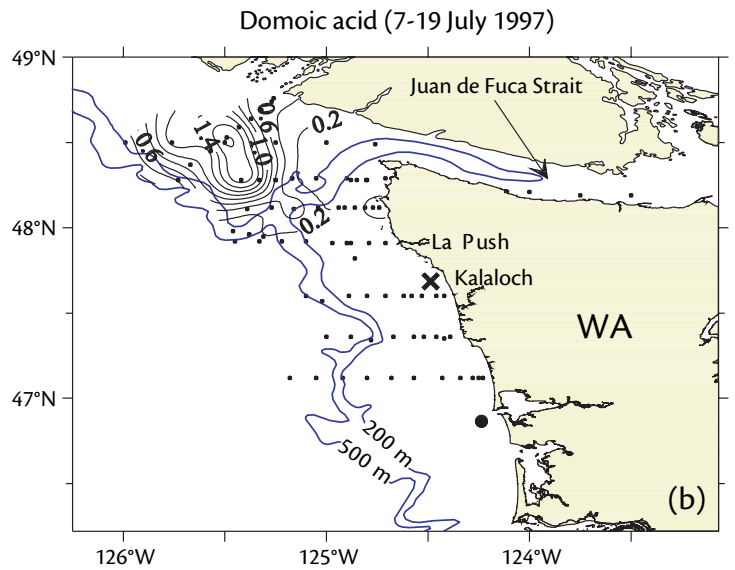 Domoic acid (7-19 July 1997)
49°N
Juan de Fuca Strait
0.6
1.4
0.6
1.0
0.2
48°N
0.2
La Push
Kalaloch
WA
47°N
200 m
500 m
(b)
126°W
125°W
124°W